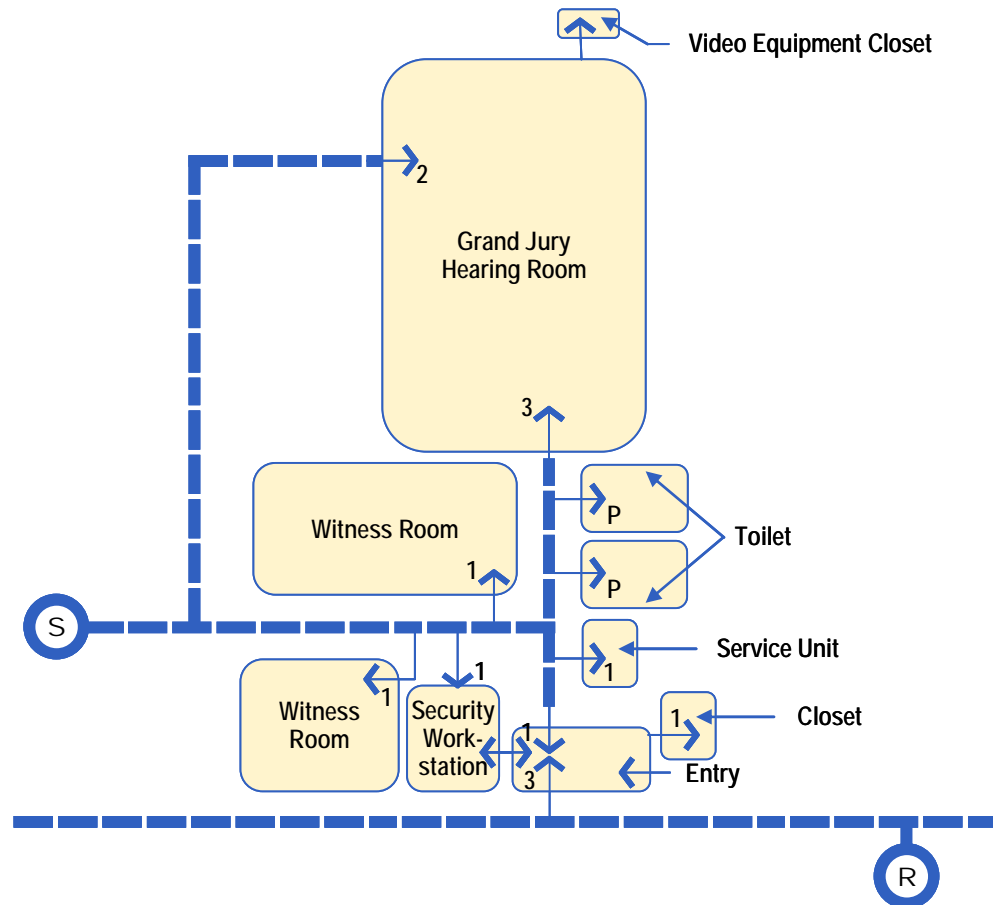 Video Equipment Closet
2
Grand Jury
Hearing Room
3
P
Witness Room
Toilet
1
P
S
1
Service Unit
1
1
Witness
Room
Security
Work-
station
1
Closet
1
3
Entry
R